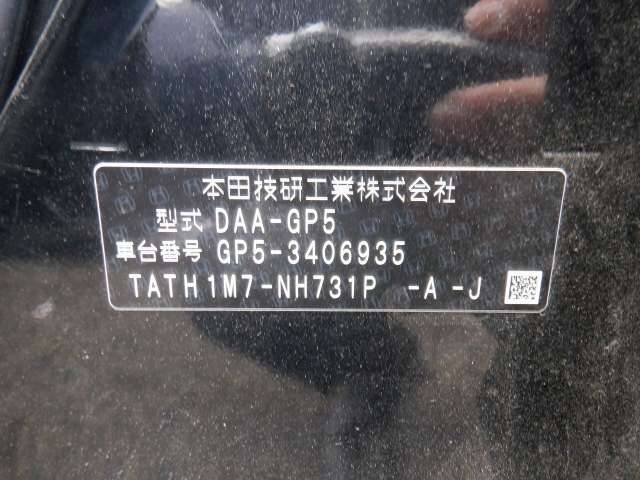 本田技研工業株式会社
型式 DAA-GP5
車台番号 GP5-3406935
TATH1M7-NH731P -A -J